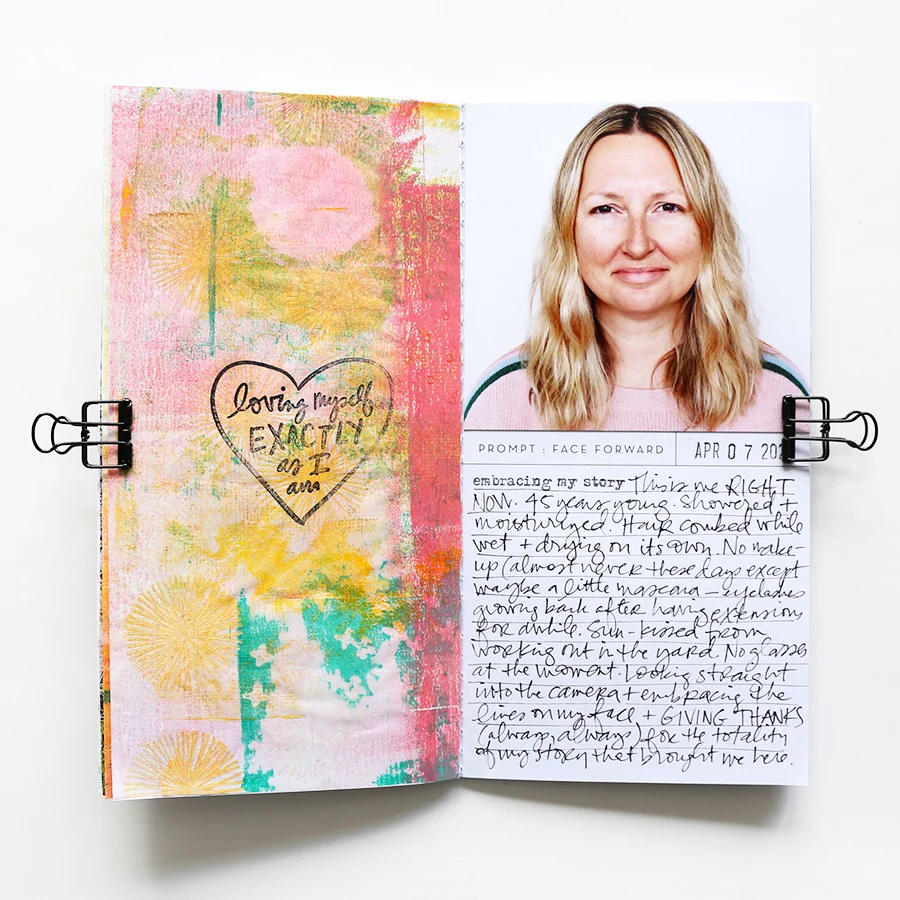 loving myself
EXACTLY
as I
am
PROMPT : FACE FORWARD
APR 07 202
embracing my story This is me RIGHT
NOW. 45 years young. Showered +
moisturized. Hair combed while
wet + drying on its own. No make-
up (almost never these days except
maybe a little mascara — eyelashes
growing back after having extensions
for awhile. Sun-kissed from
working out in the yard. No glasses
at the moment. Looking straight
into the camera + embracing the
lines on my face + GIVING THANKS
(always, always) for the totality
of my story that brought me here.